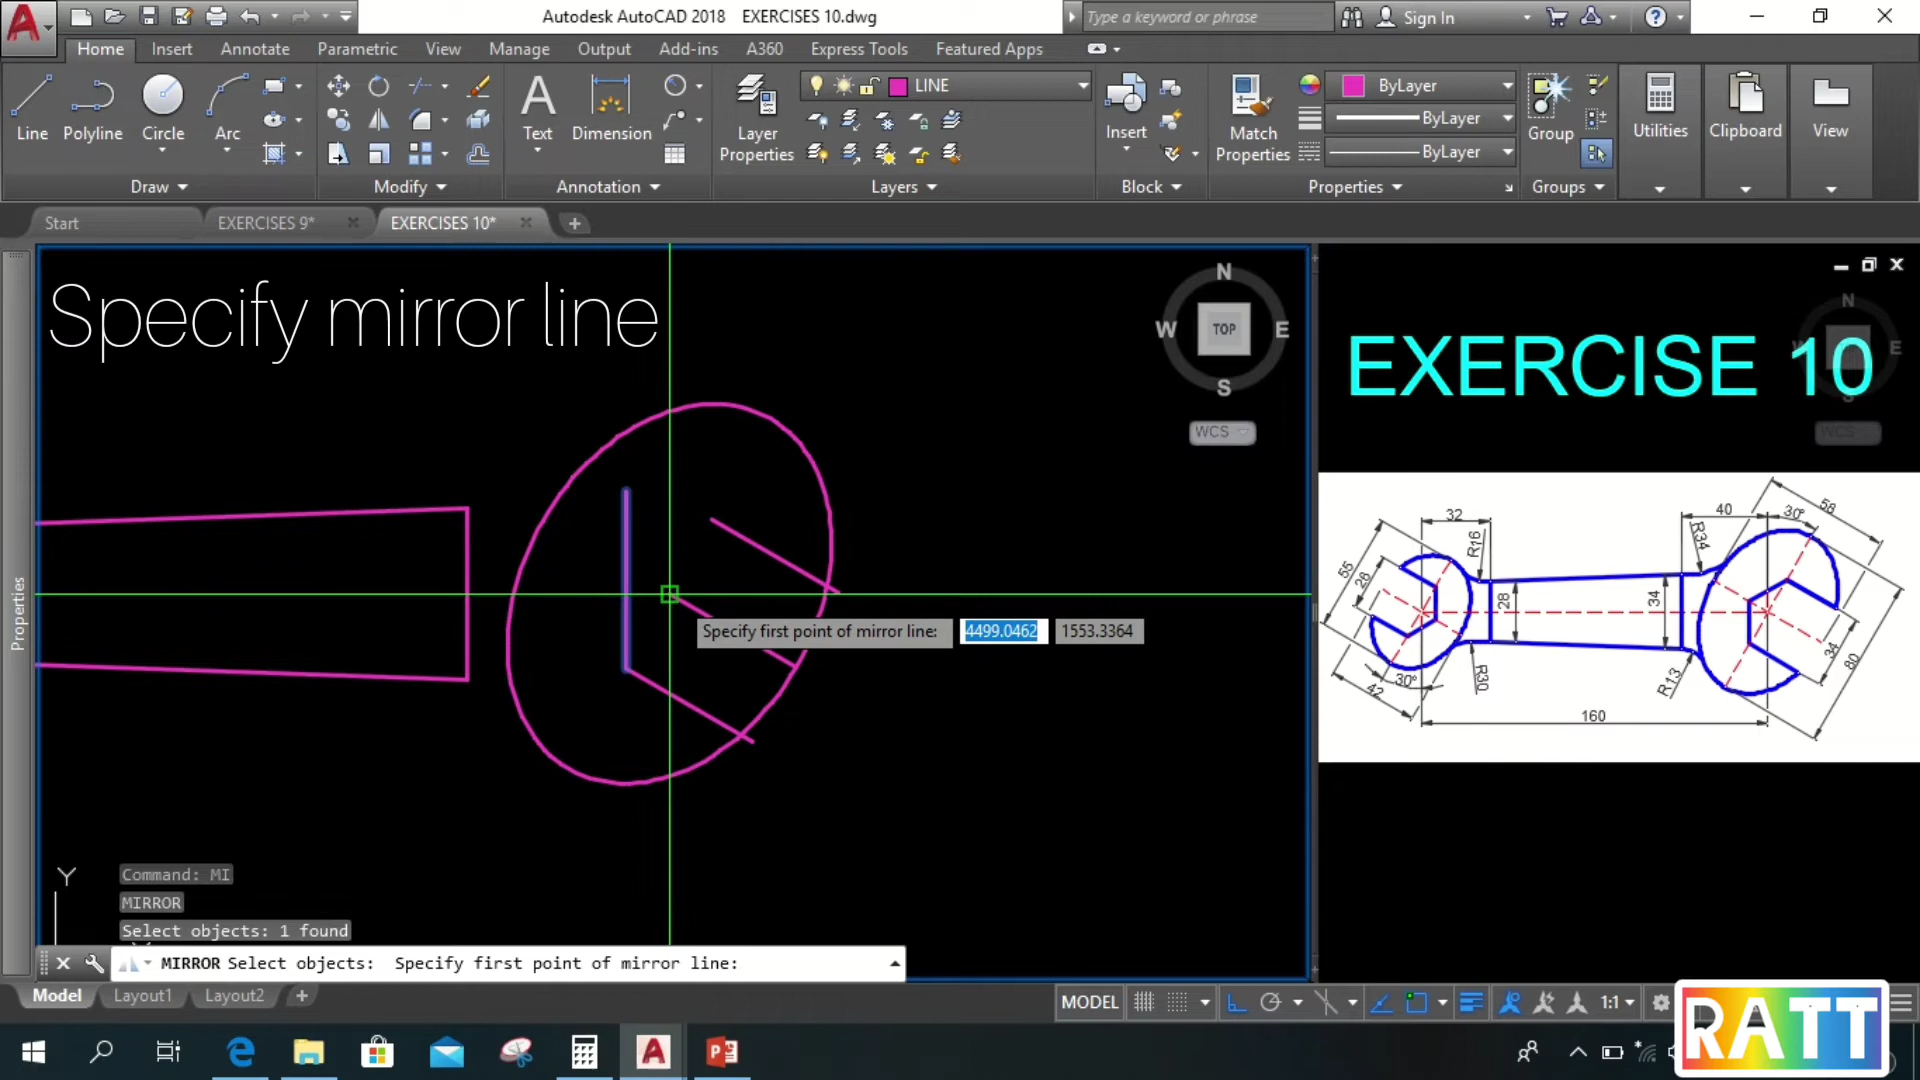 Autodesk AutoCAD 2018 EXERCISES 10.dwg
Type a keyword or phrase
Sign In
Home Insert Annotate Parametric View Manage Output Add-ins A360 Express Tools Featured Apps
Line Polyline Circle Arc
Text Dimension
Layer Properties
LINE
Insert
Match Properties
ByLayer
ByLayer
ByLayer
Group
Utilities
Clipboard
View
Draw Modify Annotation Layers Block Properties Groups
Start EXERCISES 9* EXERCISES 10*
Properties
Specify mirror line
N
W TOP E
S
WCS
EXERCISE 10
N
E
S
WCS
Specify first point of mirror line: 4499.0462 1553.3364
58
40
30°
32
R34
R16
55
26
28
34
34
80
R13
R30
30°
42
160
Y
Command: MI
MIRROR
Select objects: 1 found
MIRROR Select objects: Specify first point of mirror line:
Model Layout1 Layout2
MODEL 1:1
RATT